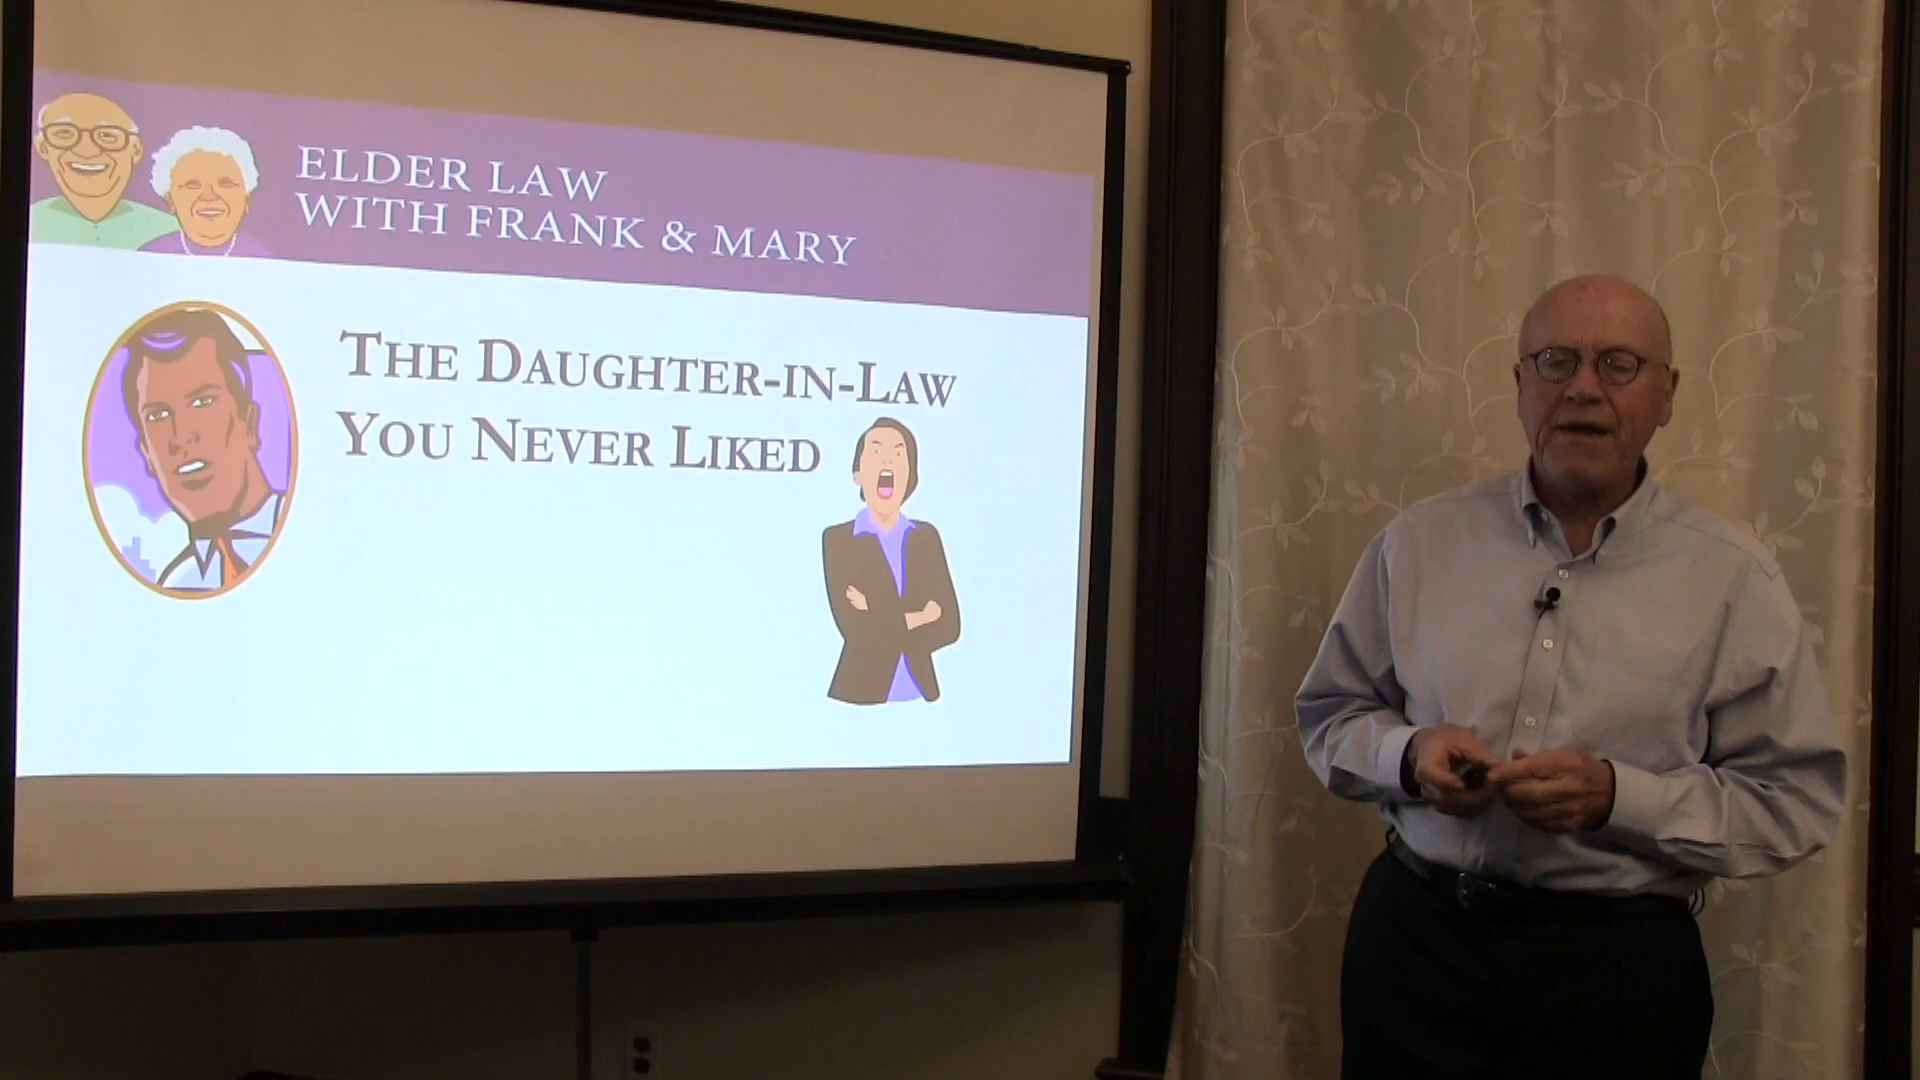 ELDER LAW
WITH FRANK & MARY
THE DAUGHTER-IN-LAW
YOU NEVER LIKED